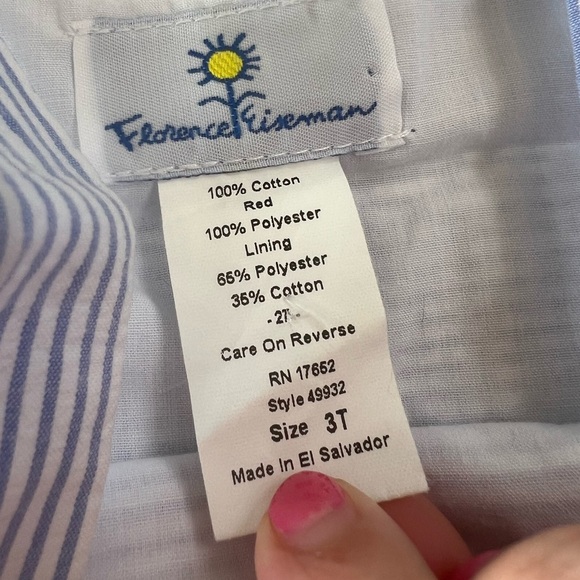 Florence Eiseman
100% Cotton
Red
100% Polyester
Lining
65% Polyester
35% Cotton
-2T-
Care On Reverse
RN 17652
Style 49932
Size 3T
Made In El Salvador